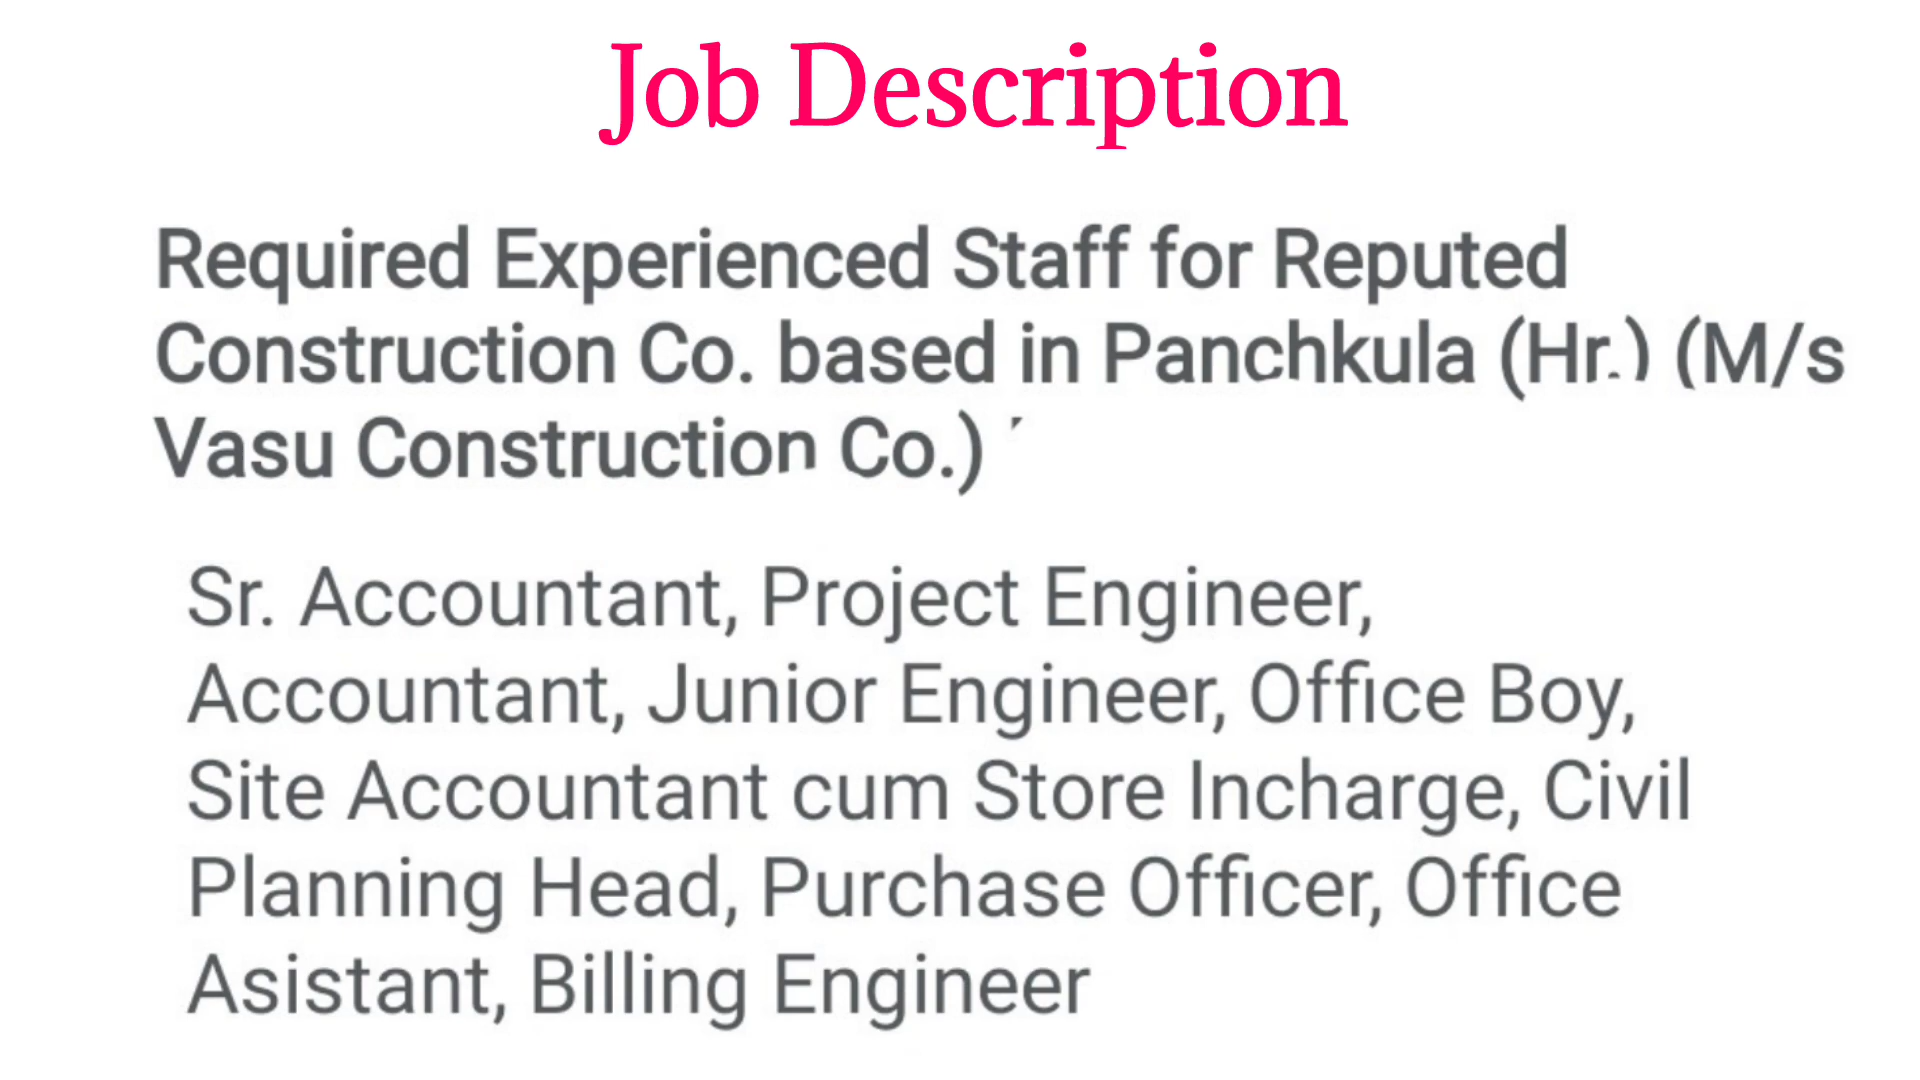 Job Description
Required Experienced Staff for Reputed
Construction Co. based in Panchkula (Hr.) (M/s
Vasu Construction Co.)
Sr. Accountant, Project Engineer,
Accountant, Junior Engineer, Office Boy,
Site Accountant cum Store Incharge, Civil
Planning Head, Purchase Officer, Office
Asistant, Billing Engineer